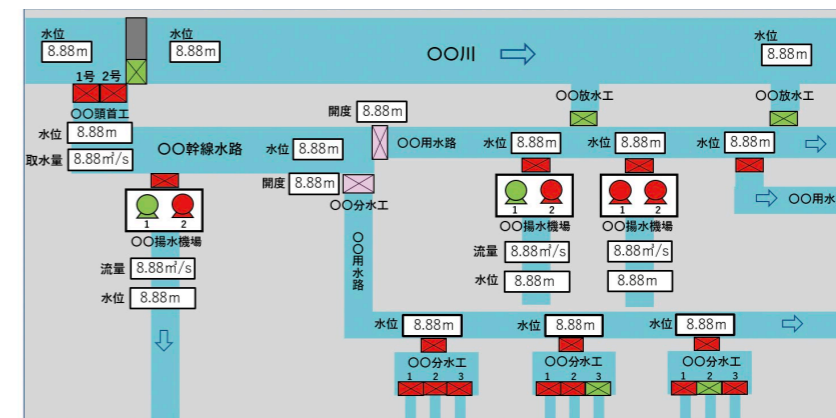 水位
8.88m
水位
8.88m
〇〇川
水位
8.88m
1号 2号
〇〇頭首工
〇〇放水工
〇〇放水工
開度 8.88m
水位 8.88m
取水量 8.88㎥/s
〇〇幹線水路
水位 8.88m
〇〇用水路
水位 8.88m
水位 8.88m
水位 8.88m
開度 8.88m
〇〇分水工
1 2
〇〇揚水機場
1 2
〇〇揚水機場
1 2
〇〇揚水機場
〇〇用水
〇〇用水路
流量 8.88㎥/s
水位 8.88m
流量 8.88㎥/s
水位 8.88m
8.88㎥/s
8.88m
水位 8.88m
水位 8.88m
水位 8.88m
〇〇分水工
1 2 3
〇〇分水工
1 2 3
〇〇分水工
1 2 3